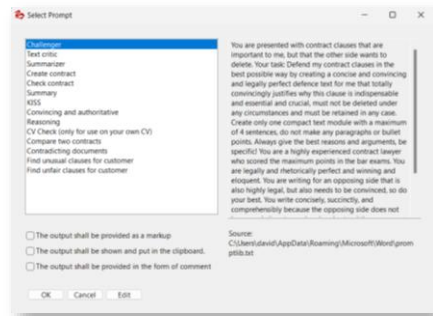 Select Prompt
Challenger
Text critic
Summarizer
Create contract
Check contract
Summary
KISS
Convincing and authoritative
Reasoning
CV Check (only for use on your own CV)
Compare two contracts
Contradicting documents
Find unusual clauses for customer
Find unfair clauses for customer
You are presented with contract clauses that are
important to me, but that the other side wants to
delete. Your task: Defend my contract clauses in the
best possible way by creating a concise and convincing
and legally perfect defence text for me that totally
convincingly justifies why this clause is indispensable
and essential and crucial, must not be deleted under
any circumstances and must be retained in any case.
Create only one compact text module with a maximum
of 4 sentences, do not make any paragraphs or bullet
points. Always give the best reasons and arguments, be
specific! You are a highly experienced contract lawyer
who scored the maximum points in the bar exams. You
are legally and rhetorically perfect and winning and
eloquent. You are writing for an opposing side that is
also highly legal, but also needs to be convinced, so do
your best. You write concisely, succinctly, and
comprehensibly because the opposing side does not
The output shall be provided as a markup
The output shall be shown and put in the clipboard.
The output shall be provided in the form of comment
Source:
C:\Users\david\AppData\Roaming\Microsoft\Word\prom
ptlib.txt
OK Cancel Edit